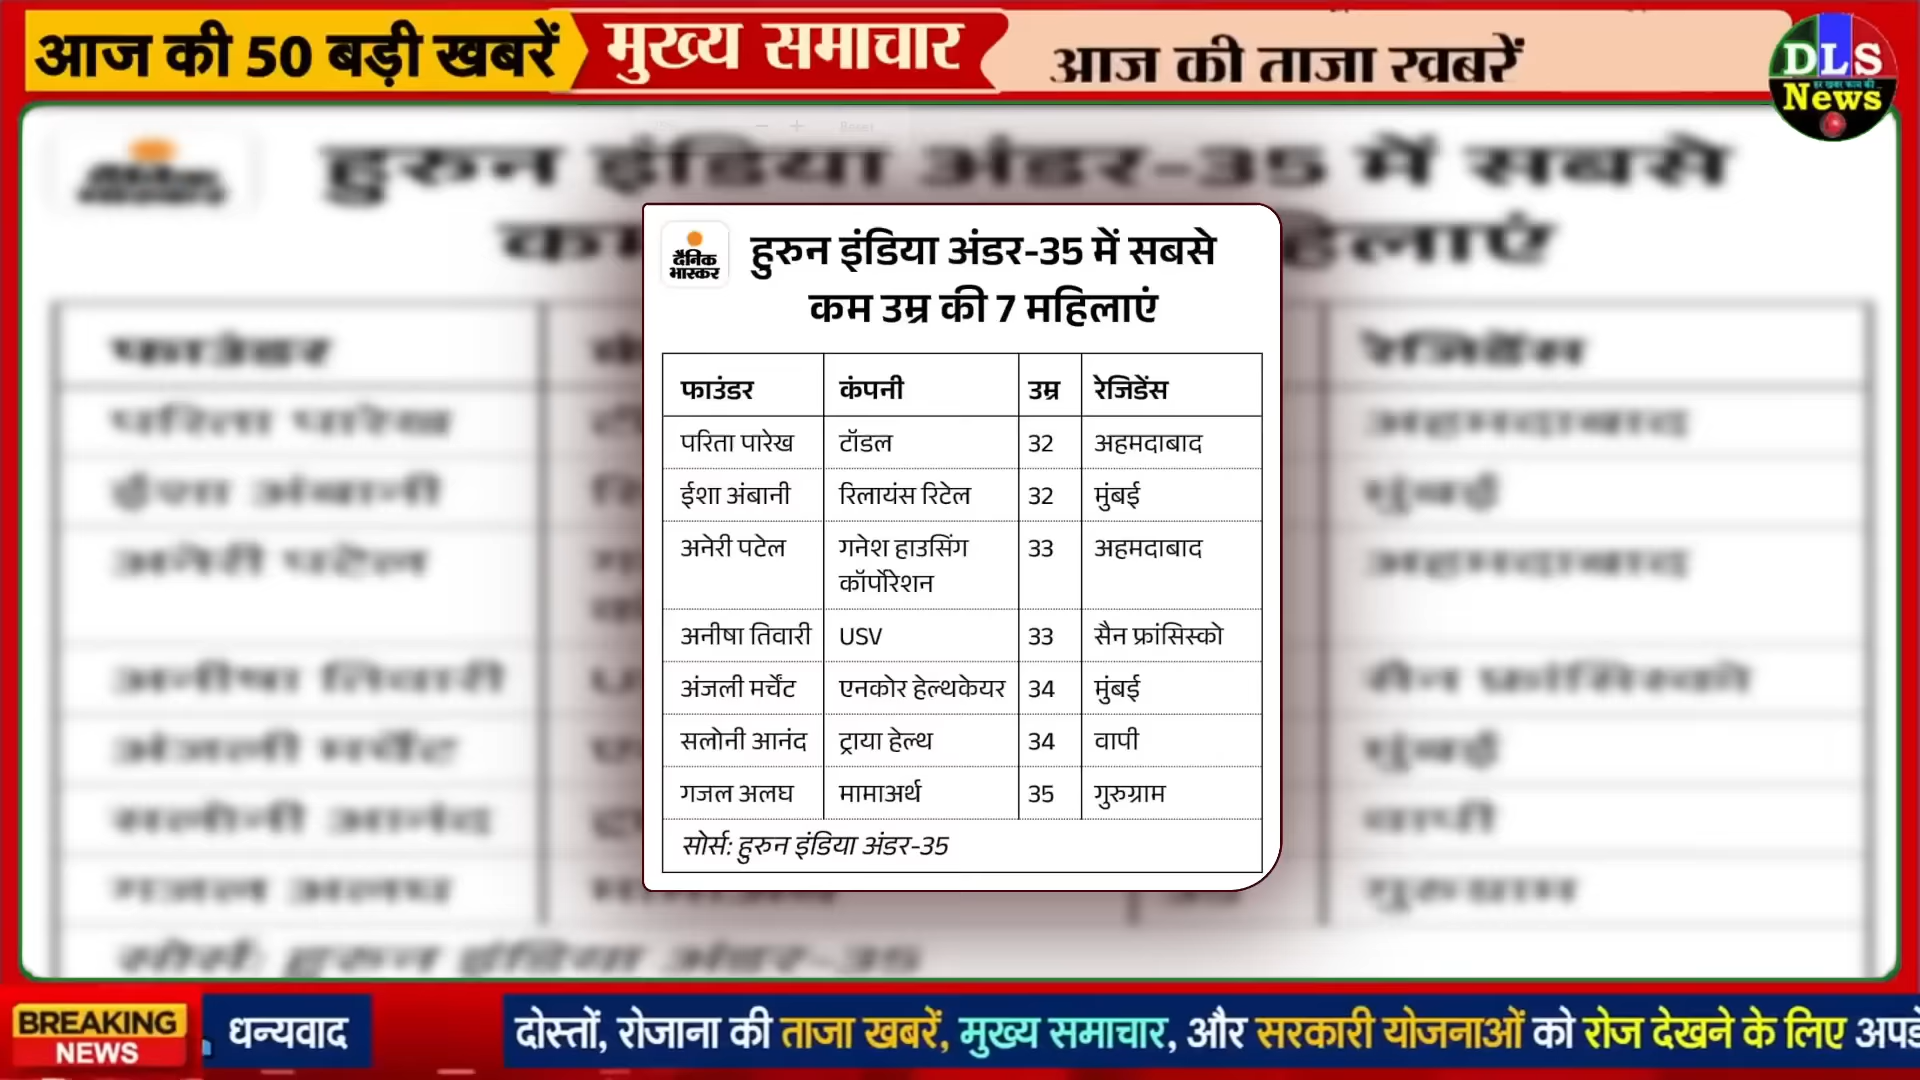 आज की 50 बड़ी खबरें
मुख्य समाचार
आज की ताजा खबरें
DLS
News
दैनिक
भास्कर
हुरुन इंडिया अंडर-35 में सबसे
कम उम्र की 7 महिलाएं
फाउंडर कंपनी उम्र रेजिडेंस
परिता पारेख टॉडल 32 अहमदाबाद
ईशा अंबानी रिलायंस रिटेल 32 मुंबई
अनेरी पटेल गनेश हाउसिंग 33 अहमदाबाद
कॉर्पोरेशन
अनीषा तिवारी USV 33 सैन फ्रांसिस्को
अंजली मर्चेंट एनकोर हेल्थकेयर 34 मुंबई
सलोनी आनंद ट्राया हेल्थ 34 वापी
गजल अलघ मामाअर्थ 35 गुरुग्राम
सोर्स: हुरुन इंडिया अंडर-35
BREAKING
NEWS
धन्यवाद
दोस्तों, रोजाना की ताजा खबरें, मुख्य समाचार, और सरकारी योजनाओं को रोज देखने के लिए